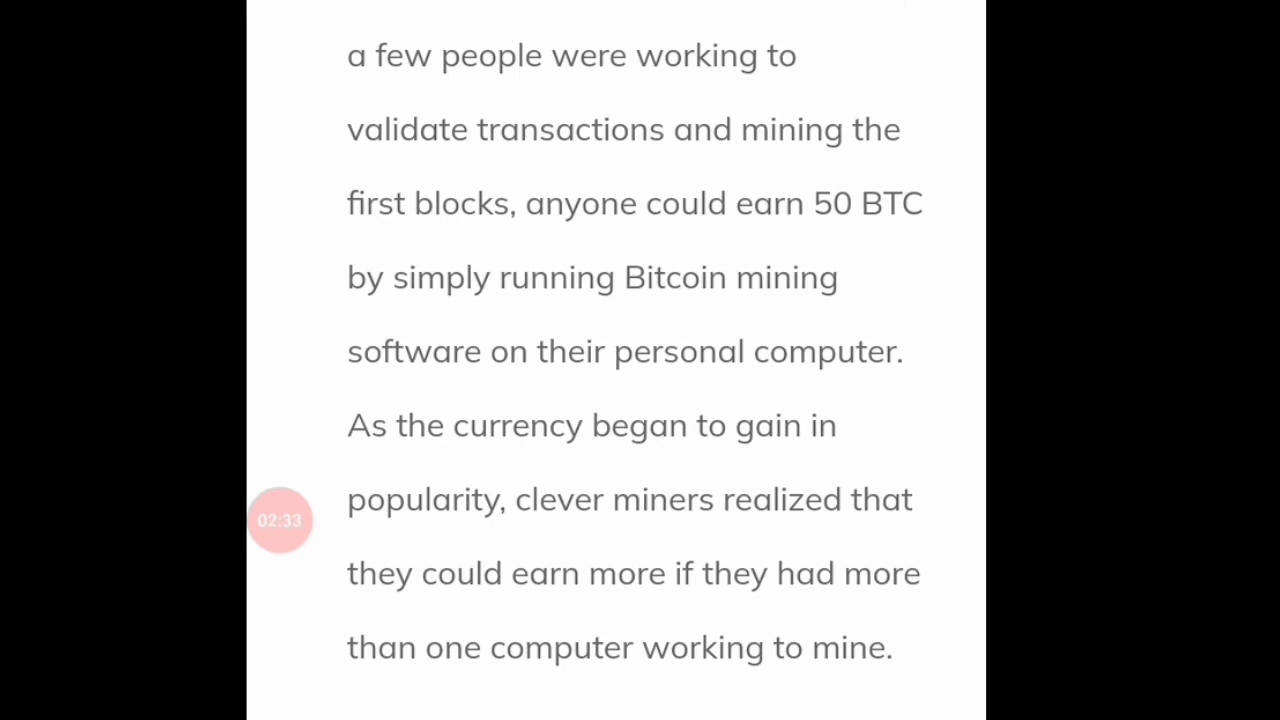 a few people were working to
validate transactions and mining the
first blocks, anyone could earn 50 BTC
by simply running Bitcoin mining
software on their personal computer.
As the currency began to gain in
popularity, clever miners realized that
02:33
they could earn more if they had more
than one computer working to mine.